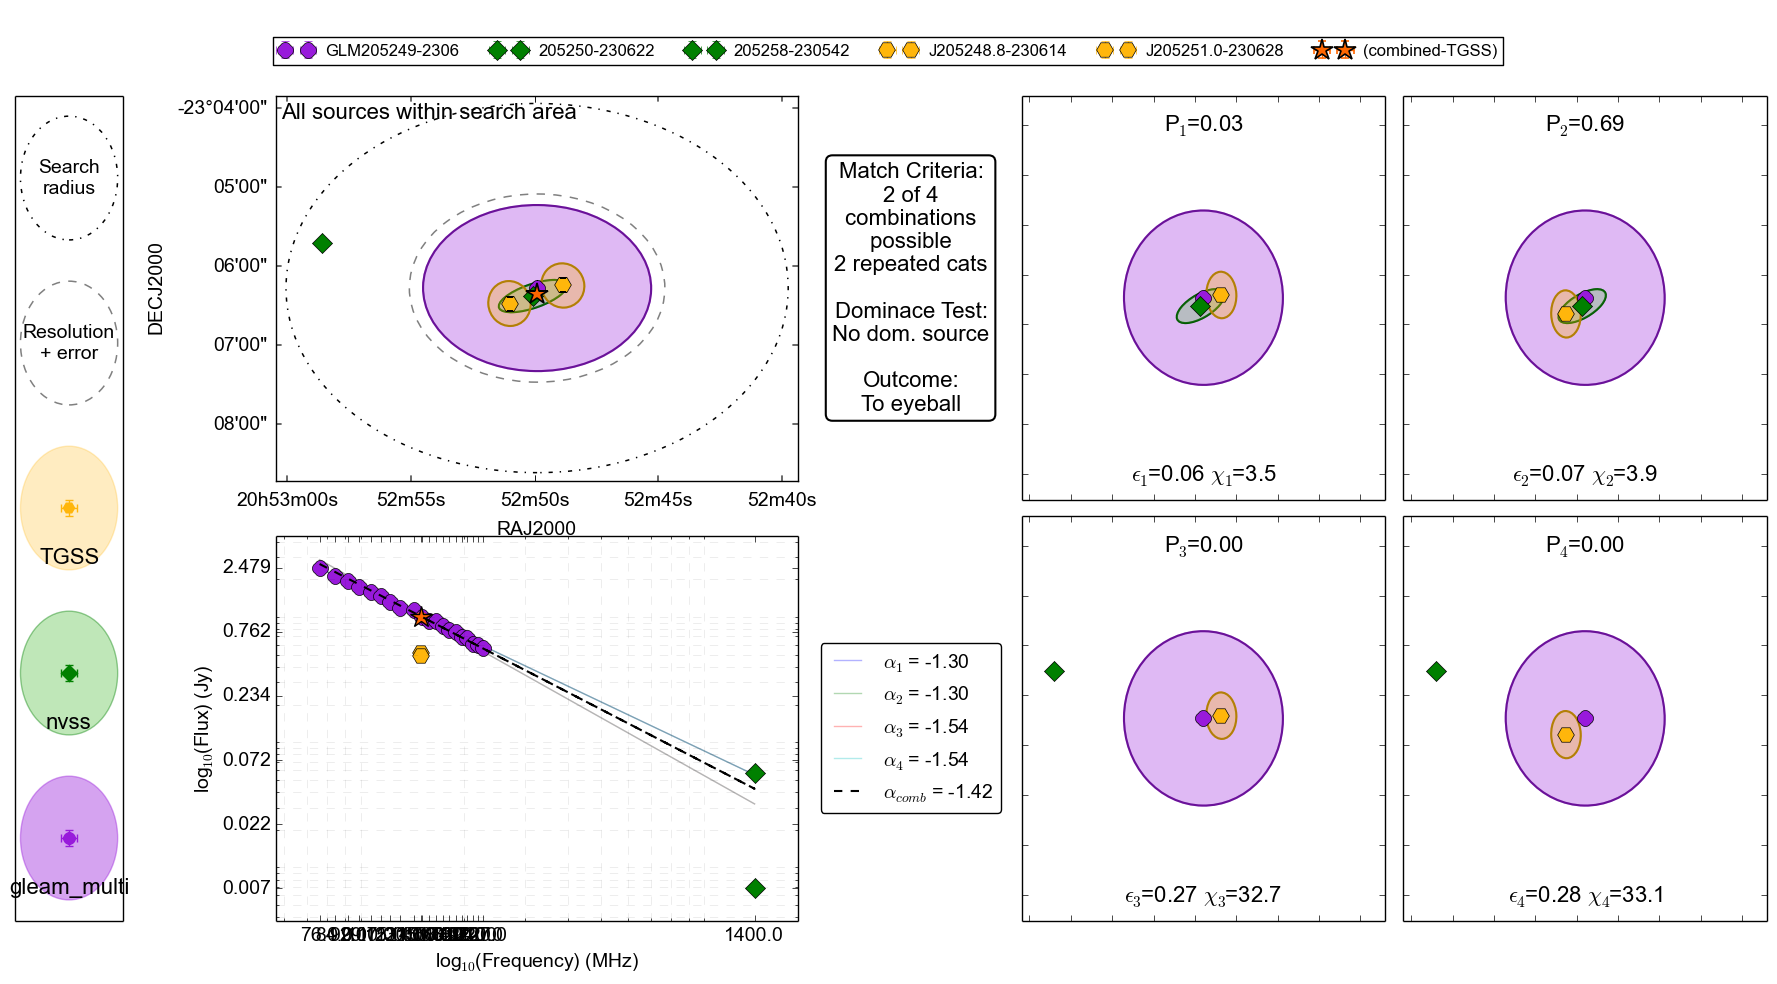 GLM205249-2306 205250-230622 205258-230542 J205248.8-230614 J205251.0-230628 (combined-TGSS)
Search
radius
Resolution
+ error
TGSS
nvss
gleam_multi
All sources within search area
DECJ2000
-23°04'00"
05'00"
06'00"
07'00"
08'00"
20h53m00s 52m55s 52m50s 52m45s 52m40s
RAJ2000
Match Criteria:
2 of 4
combinations
possible
2 repeated cats
Dominace Test:
No dom. source
Outcome:
To eyeball
P1=0.03
ϵ1=0.06 χ1=3.5
P2=0.69
ϵ2=0.07 χ2=3.9
log10(Flux) (Jy)
2.479
0.762
0.234
0.072
0.022
0.007
1400.0
log10(Frequency) (MHz)
α1 = -1.30
α2 = -1.30
α3 = -1.54
α4 = -1.54
αcomb = -1.42
P3=0.00
ϵ3=0.27 χ3=32.7
P4=0.00
ϵ4=0.28 χ4=33.1